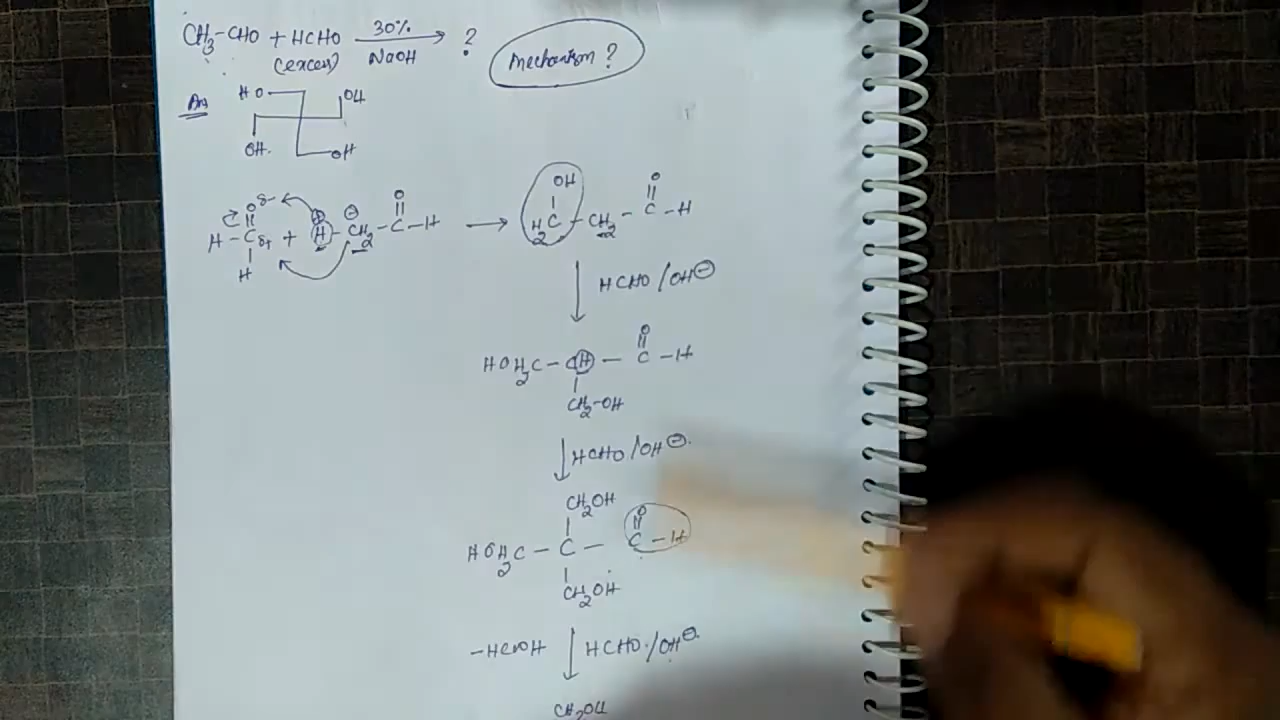 CH3-CHO + HCHO (excess) 30% NaOH → ? Mechanism ?
Ans
HO OH
OH. OH
O δ- O
H - C δ+ + H ⊕ - CH2 ⊖ - C - H →
H
OH O
H2C - CH2 - C - H
↓ HCHO / OH⊖
O
HOH2C - CH - C - H
CH2-OH
↓ HCHO / OH⊖.
CH2OH O
HOH2C - C - C - H
CH2OH
-HCOOH ↓ HCHO / OH⊖.
CH2OH